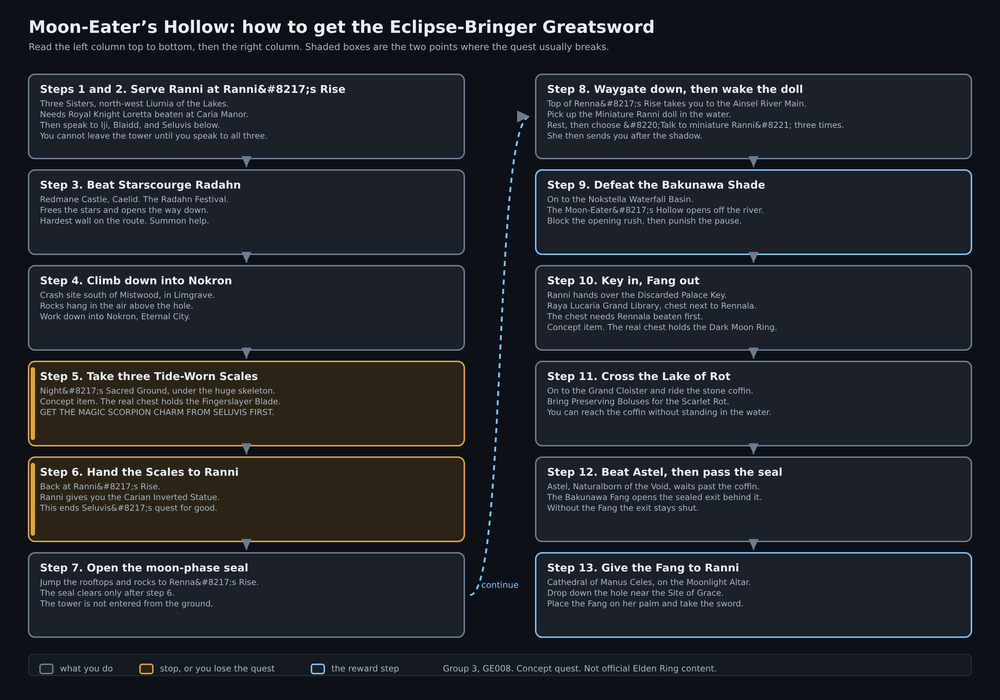 Moon-Eater’s Hollow: how to get the Eclipse-Bringer Greatsword
Read the left column top to bottom, then the right column. Shaded boxes are the two points where the quest usually breaks.
Steps 1 and 2. Serve Ranni at Ranni&#8217;s Rise
Three Sisters, north-west Liurnia of the Lakes.
Needs Royal Knight Loretta beaten at Caria Manor.
Then speak to Iji, Blaidd, and Seluvis below.
You cannot leave the tower until you speak to all three.
Step 3. Beat Starscourge Radahn
Redmane Castle, Caelid. The Radahn Festival.
Frees the stars and opens the way down.
Hardest wall on the route. Summon help.
Step 4. Climb down into Nokron
Crash site south of Mistwood, in Limgrave.
Rocks hang in the air above the hole.
Work down into Nokron, Eternal City.
Step 5. Take three Tide-Worn Scales
Night&#8217;s Sacred Ground, under the huge skeleton.
Concept item. The real chest holds the Fingerslayer Blade.
GET THE MAGIC SCORPION CHARM FROM SELUVIS FIRST.
Step 6. Hand the Scales to Ranni
Back at Ranni&#8217;s Rise.
Ranni gives you the Carian Inverted Statue.
This ends Seluvis&#8217;s quest for good.
Step 7. Open the moon-phase seal
Jump the rooftops and rocks to Renna&#8217;s Rise.
The seal clears only after step 6.
The tower is not entered from the ground.
continue
Step 8. Waygate down, then wake the doll
Top of Renna&#8217;s Rise takes you to the Ainsel River Main.
Pick up the Miniature Ranni doll in the water.
Rest, then choose &#8220;Talk to miniature Ranni&#8221; three times.
She then sends you after the shadow.
Step 9. Defeat the Bakunawa Shade
On to the Nokstella Waterfall Basin.
The Moon-Eater&#8217;s Hollow opens off the river.
Block the opening rush, then punish the pause.
Step 10. Key in, Fang out
Ranni hands over the Discarded Palace Key.
Raya Lucaria Grand Library, chest next to Rennala.
The chest needs Rennala beaten first.
Concept item. The real chest holds the Dark Moon Ring.
Step 11. Cross the Lake of Rot
On to the Grand Cloister and ride the stone coffin.
Bring Preserving Boluses for the Scarlet Rot.
You can reach the coffin without standing in the water.
Step 12. Beat Astel, then pass the seal
Astel, Naturalborn of the Void, waits past the coffin.
The Bakunawa Fang opens the sealed exit behind it.
Without the Fang the exit stays shut.
Step 13. Give the Fang to Ranni
Cathedral of Manus Celes, on the Moonlight Altar.
Drop down the hole near the Site of Grace.
Place the Fang on her palm and take the sword.
what you do
stop, or you lose the quest
the reward step
Group 3, GE008. Concept quest. Not official Elden Ring content.